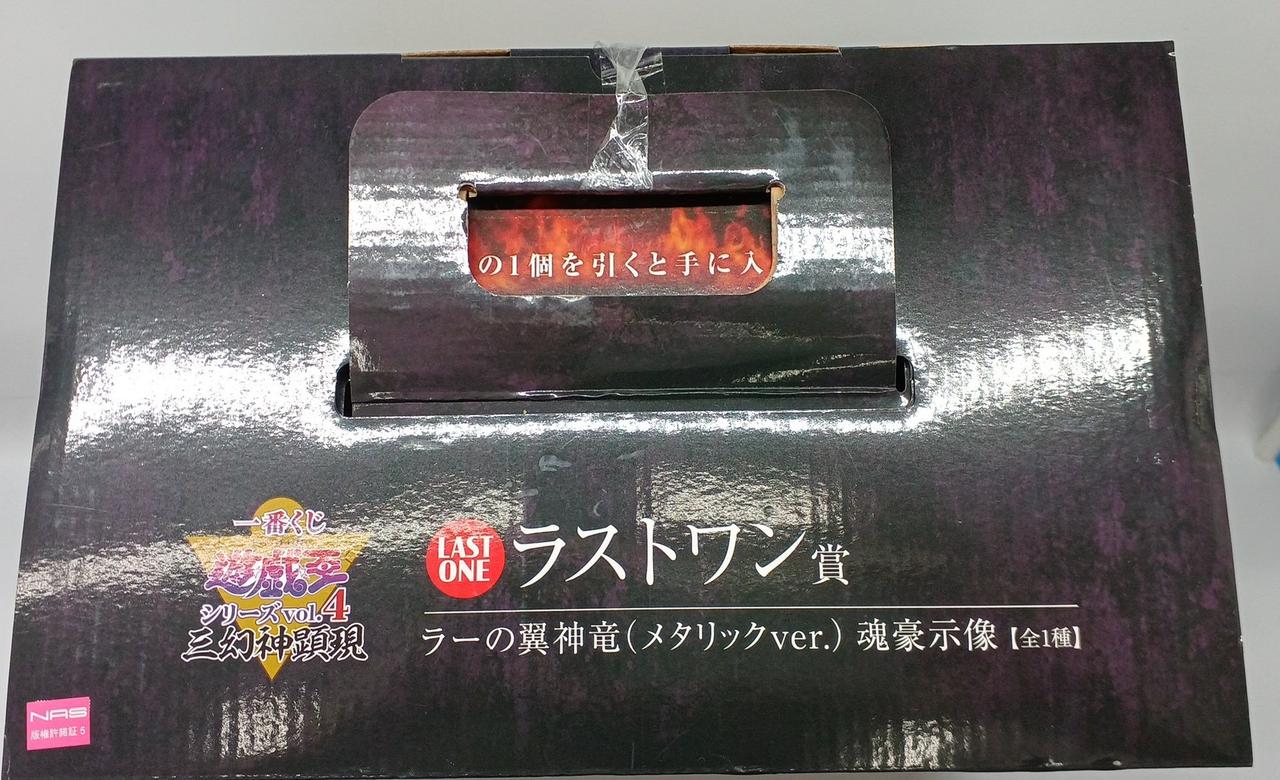 の1個を引くと手に入
一番くじ
遊戯王
シリーズvol.4
三幻神顕現
LAST
ONE
ラストワン賞
ラーの翼神竜(メタリックver.) 魂豪示像【全1種】
NAS
版権許諾証 5